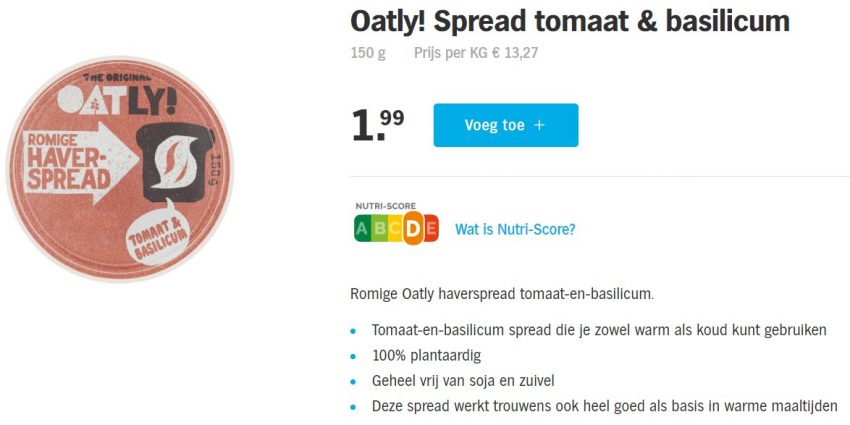 Oatly! Spread tomaat & basilicum
150 g Prijs per KG € 13,27
THE ORIGINAL
OATLY!
ROMIGE
HAVER-
SPREAD
150 g
TOMAAT &
BASILICUM
1.99
Voeg toe +
NUTRI-SCORE
A B C D E
Wat is Nutri-Score?
Romige Oatly haverspread tomaat-en-basilicum.
• Tomaat-en-basilicum spread die je zowel warm als koud kunt gebruiken
• 100% plantaardig
• Geheel vrij van soja en zuivel
• Deze spread werkt trouwens ook heel goed als basis in warme maaltijden